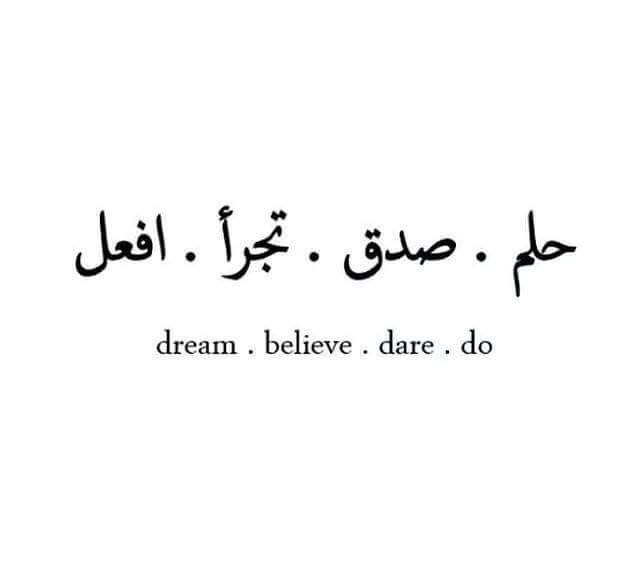 حلم . صدق . تجرأ . افعل
dream . believe . dare . do